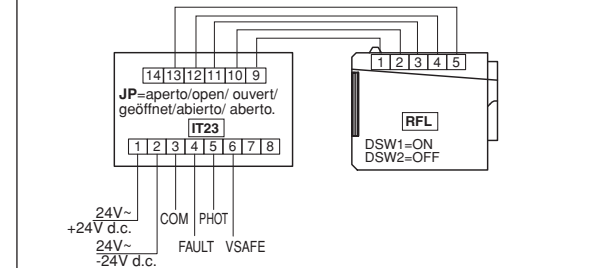 14 13 12 11 10 9
1 2 3 4 5
JP=aperto/open/ ouvert/
geöffnet/abierto/ aberto.
IT23
RFL
DSW1=ON
DSW2=OFF
1 2 3 4 5 6 7 8
24V~
+24V d.c.
COM PHOT
24V~
-24V d.c.
FAULT VSAFE